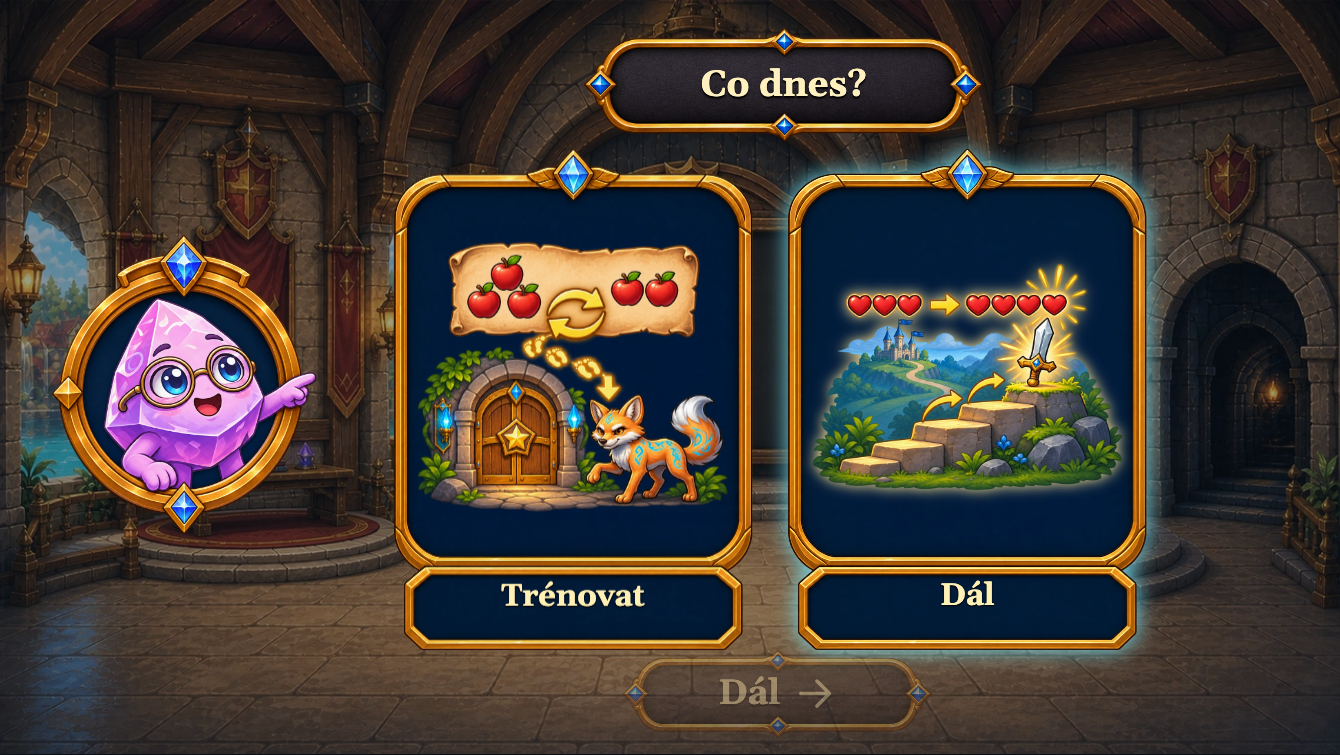 Co dnes?
Trénovat
Dál
Dál →